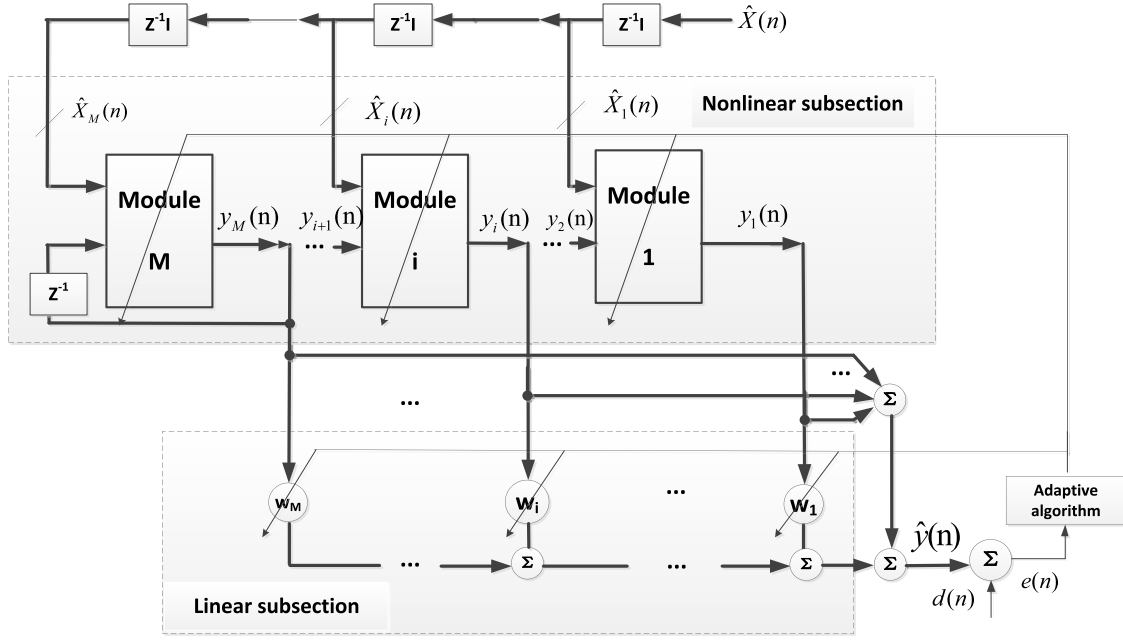 Z⁻¹I
Z⁻¹I
Z⁻¹I
X̂(n)
X̂_M(n)
X̂_i(n)
X̂_1(n)
Nonlinear subsection
Module
M
Module
i
Module
1
y_M(n)
y_{i+1}(n)
...
y_i(n)
y_2(n)
...
y_1(n)
Z⁻¹
...
...
Σ
w_M
w_i
...
w_1
Adaptive
algorithm
...
Σ
...
Σ
Σ
ŷ(n)
Σ
e(n)
d(n)
Linear subsection